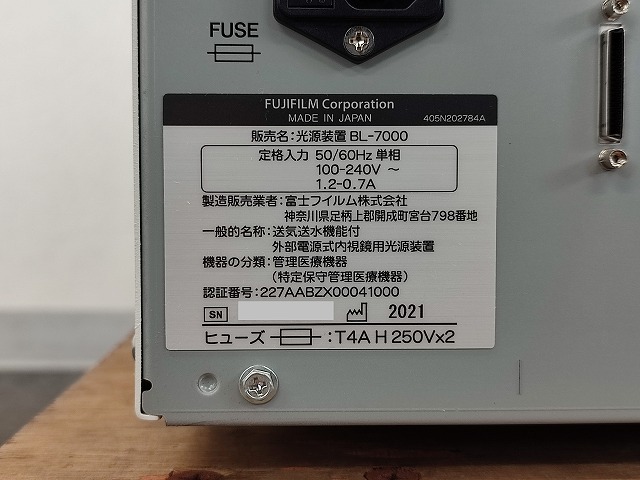 FUSE
FUJIFILM Corporation
MADE IN JAPAN 405N202784A
販売名:光源装置 BL-7000
定格入力 50/60Hz 単相
100-240V ~
1.2-0.7A
製造販売業者:富士フイルム株式会社
神奈川県足柄上郡開成町宮台798番地
一般的名称:送気送水機能付
外部電源式内視鏡用光源装置
機器の分類:管理医療機器
(特定保守管理医療機器)
認証番号:227AABZX00041000
SN 2021
ヒューズ :T4A H 250Vx2